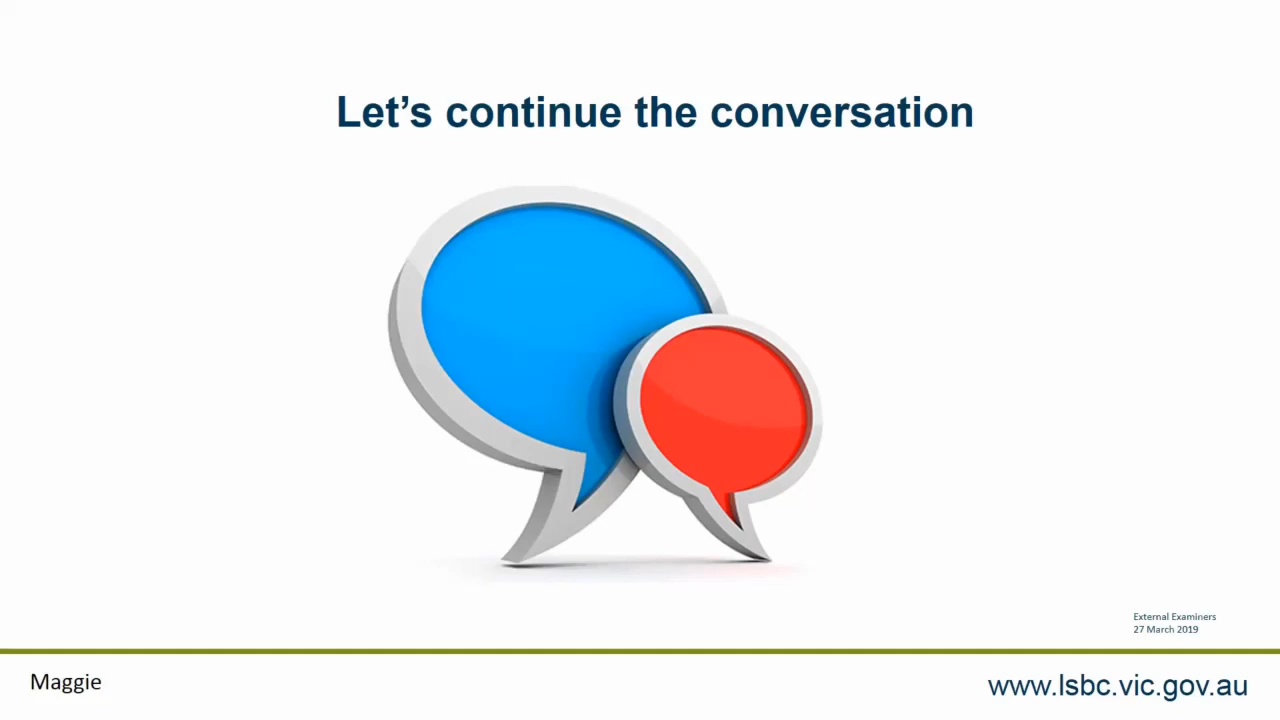 Let’s continue the conversation
External Examiners
27 March 2019
Maggie
www.lsbc.vic.gov.au